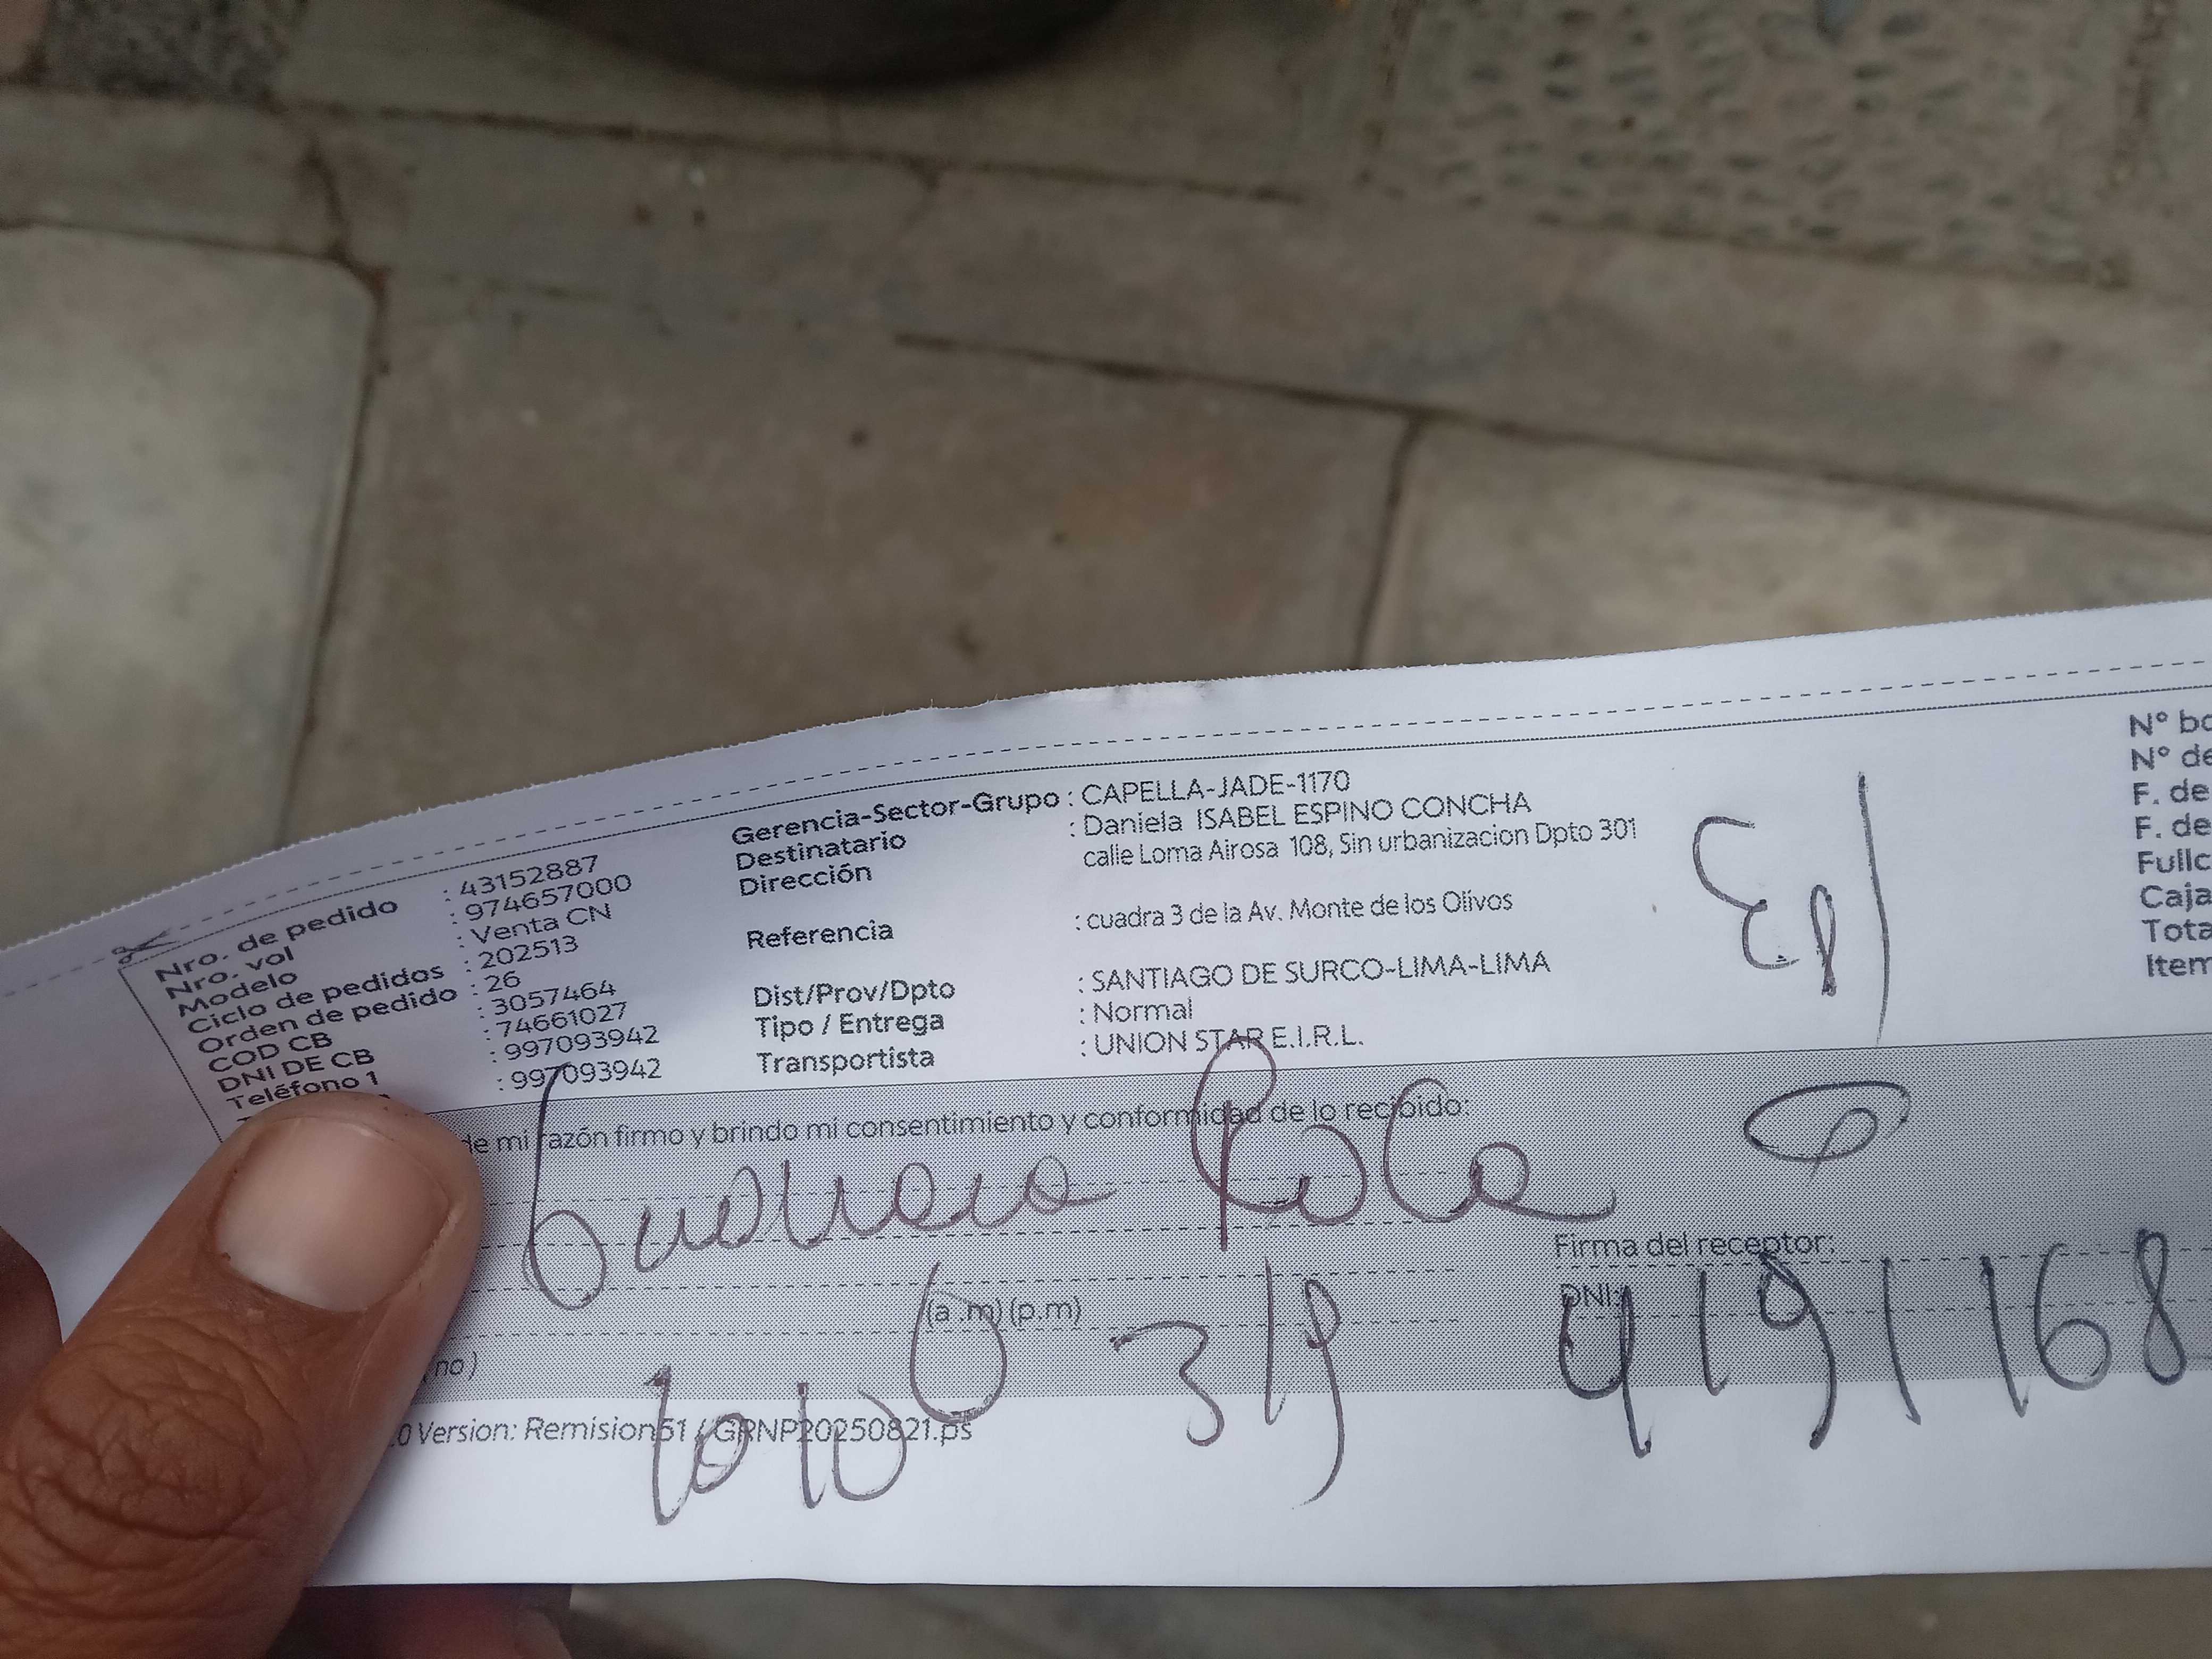 Nro. de pedido : 43152887
Nro. vol : 974657000
Modelo : Venta CN
Ciclo de pedidos : 202513
Orden de pedido : 26
COD CB : 3057464
DNI DE CB : 74661027
Teléfono 1 : 997093942
: 997093942
Gerencia-Sector-Grupo : CAPELLA-JADE-1170
Destinatario : Daniela ISABEL ESPINO CONCHA
Dirección calle Loma Airosa 108, Sin urbanizacion Dpto 301
Referencia : cuadra 3 de la Av. Monte de los Olivos
Dist/Prov/Dpto : SANTIAGO DE SURCO-LIMA-LIMA
Tipo / Entrega : Normal
Transportista : UNION STAR E.I.R.L.
N°
N° de
F. de
F. de
Fullc
Caja
Tota
Item
de mi razón firmo y brindo mi consentimiento y conformidad de lo recibido:
Firma del receptor:
(a .m) (p.m)
DNI: 4191168
no )
.0 Version: Remision51 / GRNP20250821.ps